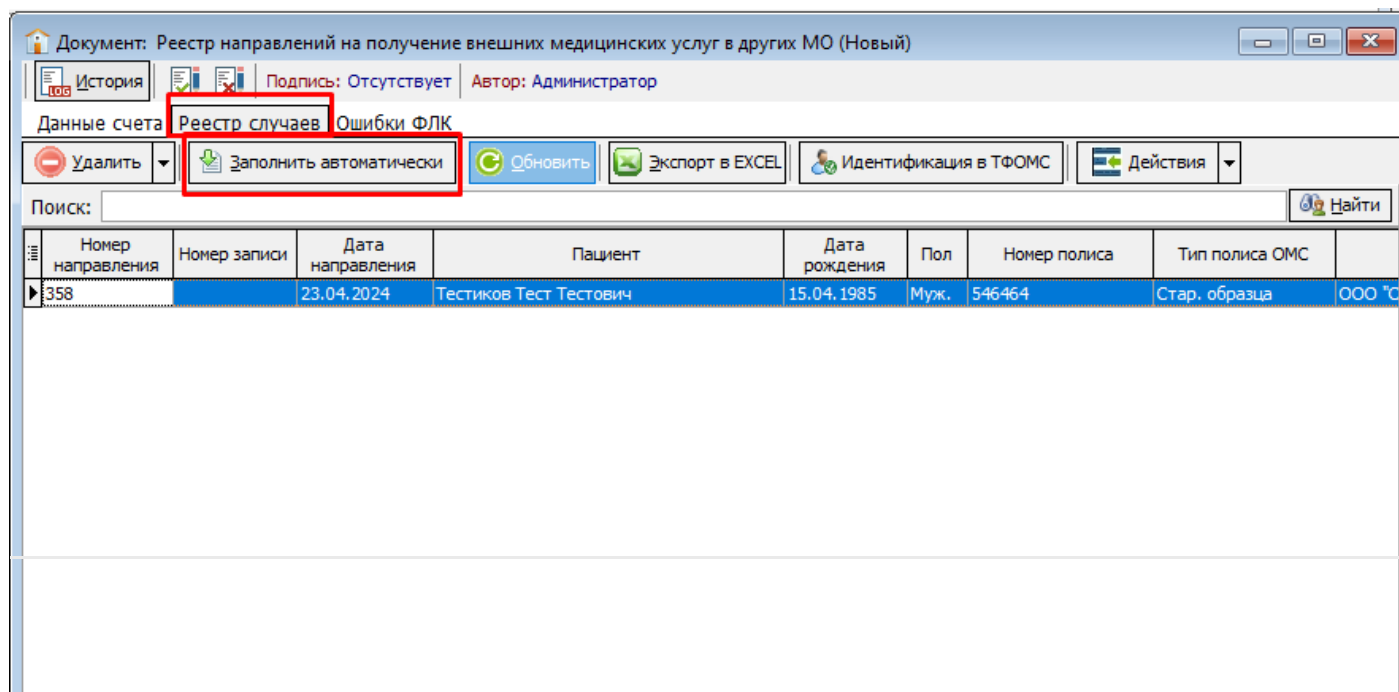 Документ: Реестр направлений на получение внешних медицинских услуг в других МО (Новый)
LOG История Подпись: Отсутствует Автор: Администратор
Данные счета Реестр случаев Ошибки ФЛК
Удалить Заполнить автоматически Обновить Экспорт в EXCEL Идентификация в ТФОМС Действия
Поиск: Найти
Номер направления Номер записи Дата направления Пациент Дата рождения Пол Номер полиса Тип полиса ОМС
358 23.04.2024 Тестиков Тест Тестович 15.04.1985 Муж. 546464 Стар. образца ООО "С